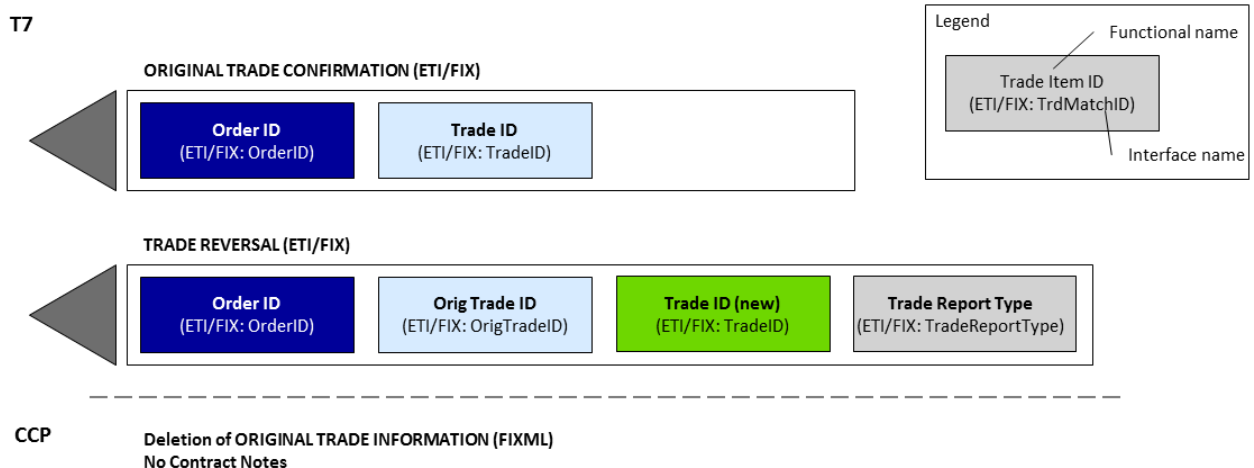 T7
Legend
Functional name
Trade Item ID
(ETI/FIX: TrdMatchID)
Interface name
ORIGINAL TRADE CONFIRMATION (ETI/FIX)
Order ID
(ETI/FIX: OrderID)
Trade ID
(ETI/FIX: TradeID)
TRADE REVERSAL (ETI/FIX)
Order ID
(ETI/FIX: OrderID)
Orig Trade ID
(ETI/FIX: OrigTradeID)
Trade ID (new)
(ETI/FIX: TradeID)
Trade Report Type
(ETI/FIX: TradeReportType)
CCP
Deletion of ORIGINAL TRADE INFORMATION (FIXML)
No Contract Notes